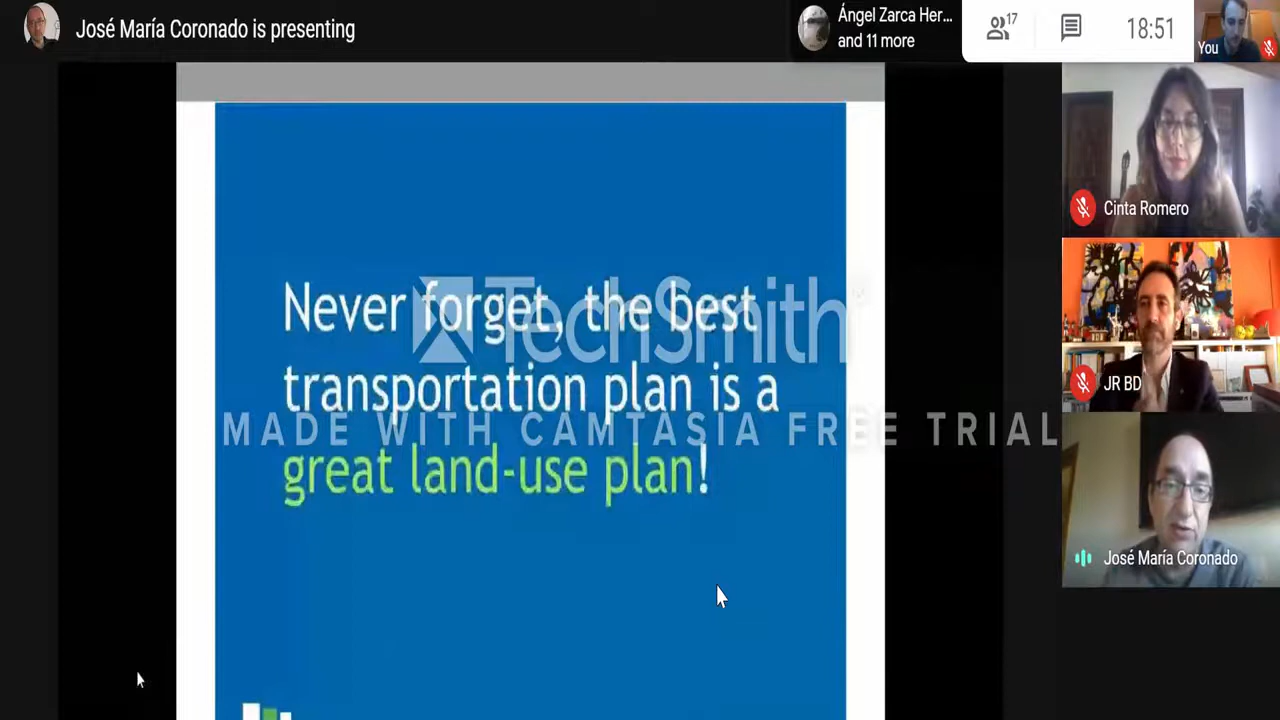 José María Coronado is presenting
Ángel Zarca Her...
and 11 more
17
18:51
You
Cinta Romero
JR BD
José María Coronado
Never forget, the best
transportation plan is a
great land-use plan!
TechSmith
MADE WITH CAMTASIA FREE TRIAL